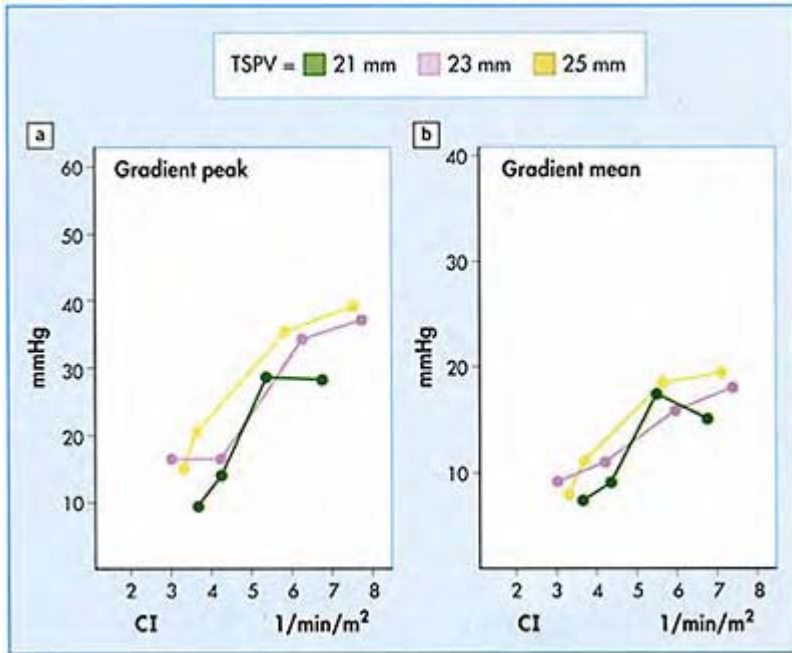 TSPV = 21 mm 23 mm 25 mm
a
Gradient peak
60
50
40
30
20
10
mmHg
2 3 4 5 6 7 8
CI 1/min/m²
b
Gradient mean
40
30
20
10
mmHg
2 3 4 5 6 7 8
CI 1/min/m²